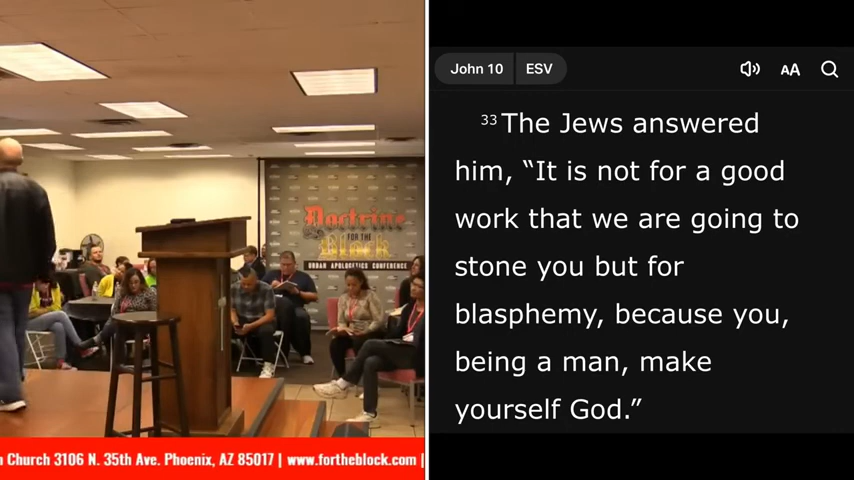 Doctrine
FOR THE
Block
URBAN APOLOGETICS CONFERENCE
n Church 3106 N. 35th Ave. Phoenix, AZ 85017 | www.fortheblock.com |
John 10 ESV AA
33 The Jews answered
him, “It is not for a good
work that we are going to
stone you but for
blasphemy, because you,
being a man, make
yourself God.”